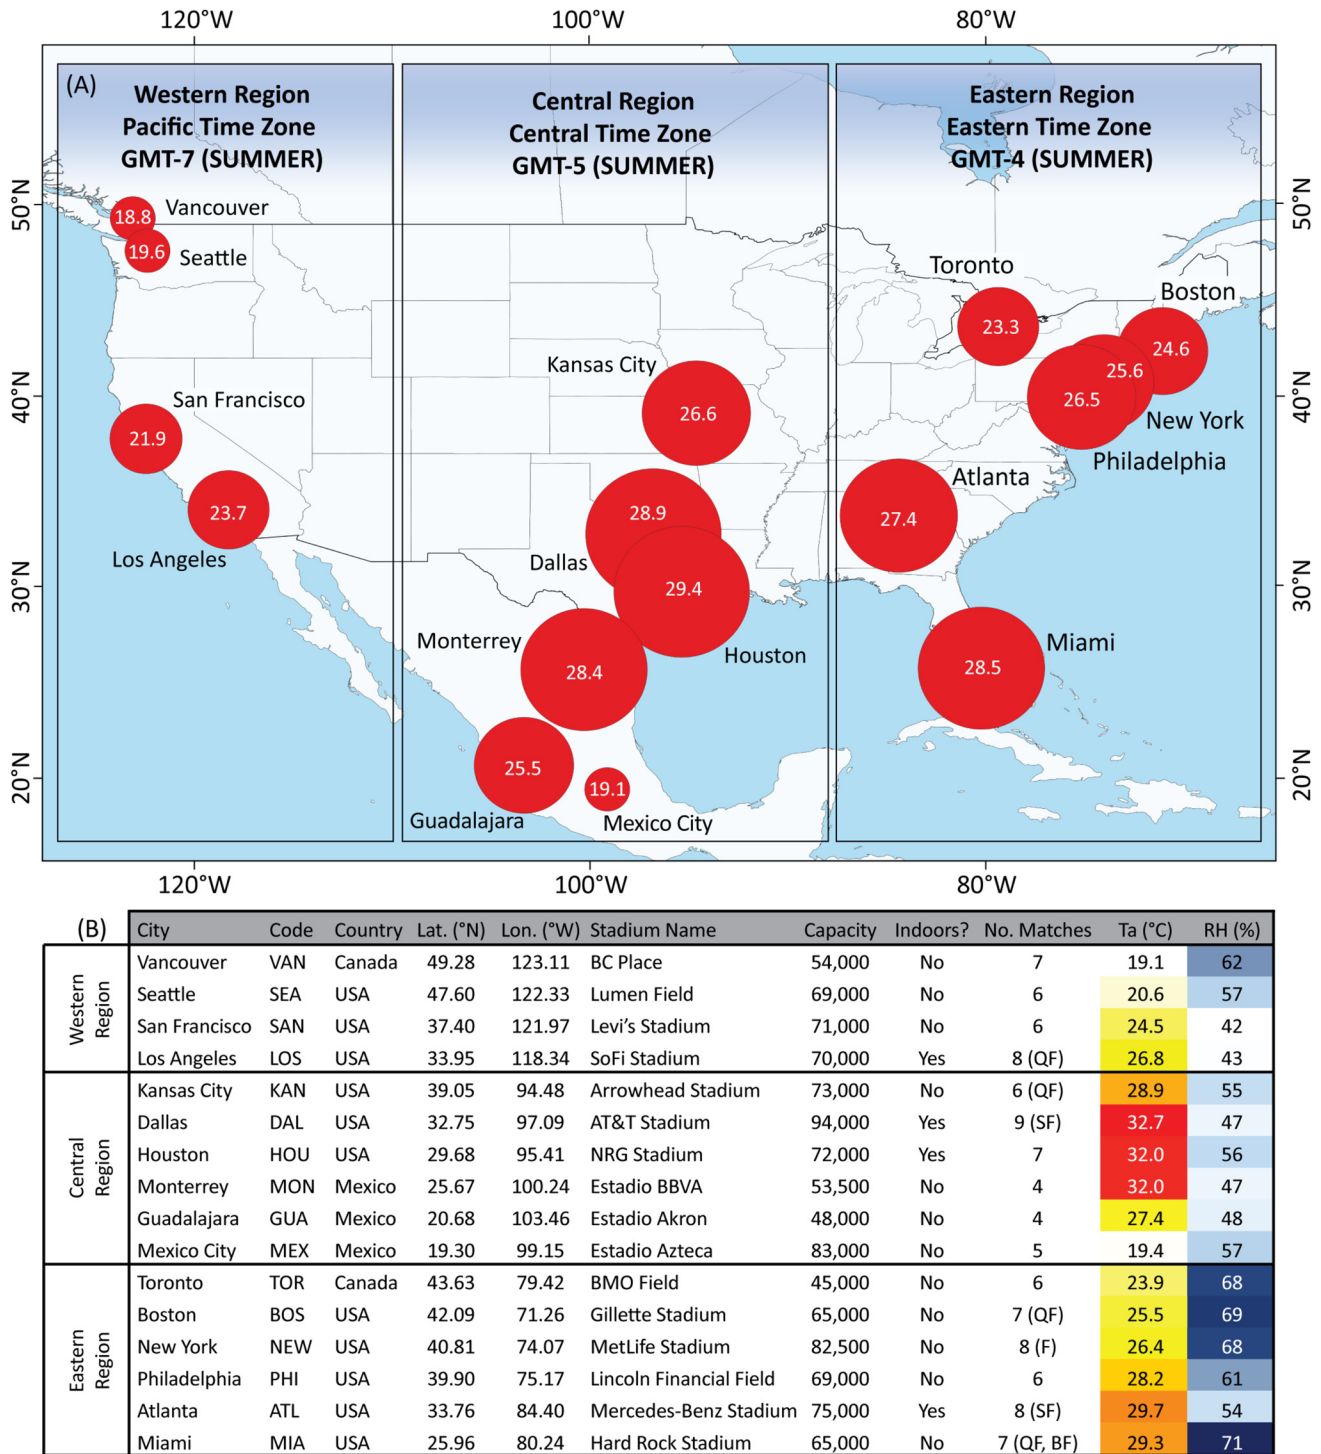 120°W 100°W 80°W
(A)
Western Region
Pacific Time Zone
GMT-7 (SUMMER)
Central Region
Central Time Zone
GMT-5 (SUMMER)
Eastern Region
Eastern Time Zone
GMT-4 (SUMMER)
50°N
50°N
18.8 Vancouver
19.6 Seattle
Toronto
23.3
Boston
24.6
Kansas City
26.6
25.6
New York
26.5
Philadelphia
40°N
40°N
San Francisco
21.9
23.7
Los Angeles
28.9
Dallas
29.4
Houston
Atlanta
27.4
30°N
30°N
Monterrey
28.4
Miami
28.5
25.5
Guadalajara
19.1
Mexico City
20°N
20°N
120°W 100°W 80°W
(B) City Code Country Lat. (°N) Lon. (°W) Stadium Name Capacity Indoors? No. Matches Ta (°C) RH (%)
Western
Region
Vancouver VAN Canada 49.28 123.11 BC Place 54,000 No 7 19.1 62
Seattle SEA USA 47.60 122.33 Lumen Field 69,000 No 6 20.6 57
San Francisco SAN USA 37.40 121.97 Levi's Stadium 71,000 No 6 24.5 42
Los Angeles LOS USA 33.95 118.34 SoFi Stadium 70,000 Yes 8 (QF) 26.8 43
Central
Region
Kansas City KAN USA 39.05 94.48 Arrowhead Stadium 73,000 No 6 (QF) 28.9 55
Dallas DAL USA 32.75 97.09 AT&T Stadium 94,000 Yes 9 (SF) 32.7 47
Houston HOU USA 29.68 95.41 NRG Stadium 72,000 Yes 7 32.0 56
Monterrey MON Mexico 25.67 100.24 Estadio BBVA 53,500 No 4 32.0 47
Guadalajara GUA Mexico 20.68 103.46 Estadio Akron 48,000 No 4 27.4 48
Mexico City MEX Mexico 19.30 99.15 Estadio Azteca 83,000 No 5 19.4 57
Eastern
Region
Toronto TOR Canada 43.63 79.42 BMO Field 45,000 No 6 23.9 68
Boston BOS USA 42.09 71.26 Gillette Stadium 65,000 No 7 (QF) 25.5 69
New York NEW USA 40.81 74.07 MetLife Stadium 82,500 No 8 (F) 26.4 68
Philadelphia PHI USA 39.90 75.17 Lincoln Financial Field 69,000 No 6 28.2 61
Atlanta ATL USA 33.76 84.40 Mercedes-Benz Stadium 75,000 Yes 8 (SF) 29.7 54
Miami MIA USA 25.96 80.24 Hard Rock Stadium 65,000 No 7 (QF, BF) 29.3 71